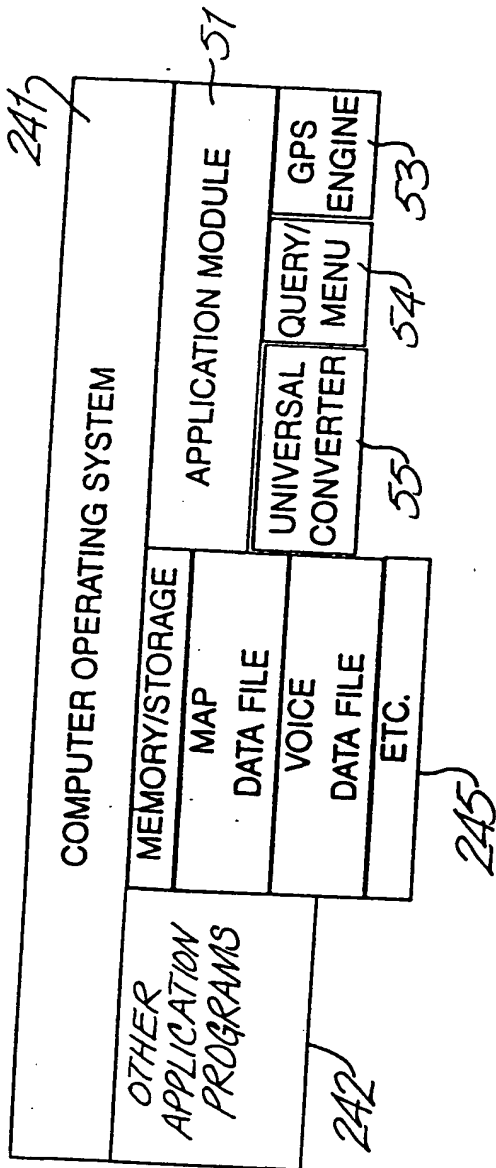 241
COMPUTER OPERATING SYSTEM
OTHER
APPLICATION
PROGRAMS
242
MEMORY/STORAGE
MAP
DATA FILE
VOICE
DATA FILE
ETC.
245
APPLICATION MODULE
51
UNIVERSAL
CONVERTER
55
QUERY/
MENU
54
GPS
ENGINE
53